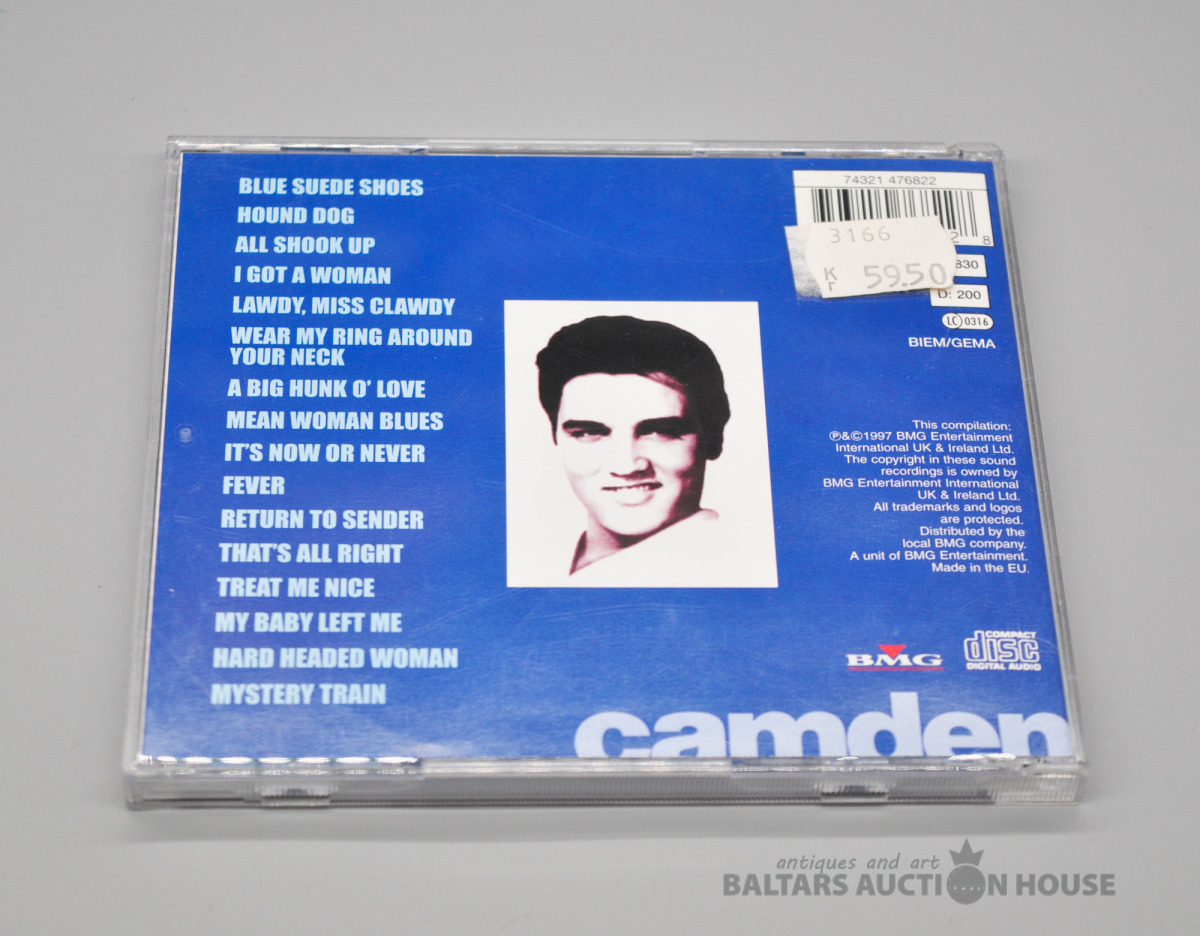 BLUE SUEDE SHOES
HOUND DOG
ALL SHOOK UP
I GOT A WOMAN
LAWDY, MISS CLAWDY
WEAR MY RING AROUND
YOUR NECK
A BIG HUNK O' LOVE
MEAN WOMAN BLUES
IT'S NOW OR NEVER
FEVER
RETURN TO SENDER
THAT'S ALL RIGHT
TREAT ME NICE
MY BABY LEFT ME
HARD HEADED WOMAN
MYSTERY TRAIN
74321 476822
2 8
3166
Kr 59.50
830
D: 200
LC 0316
BIEM/GEMA
This compilation:
℗&©1997 BMG Entertainment
International UK & Ireland Ltd.
The copyright in these sound
recordings is owned by
BMG Entertainment International
UK & Ireland Ltd.
All trademarks and logos
are protected.
Distributed by the
local BMG company.
A unit of BMG Entertainment.
Made in the EU.
BMG
COMPACT
disc
DIGITAL AUDIO
camden
antiques and art
BALTARS AUCTION HOUSE